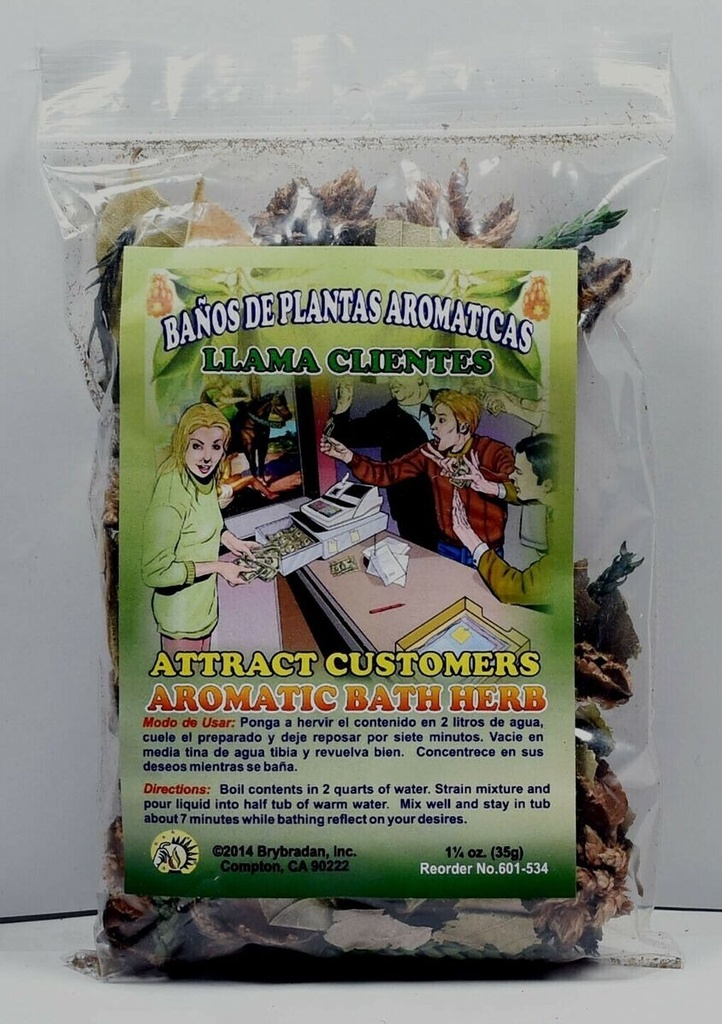 BAÑOS DE PLANTAS AROMATICAS
LLAMA CLIENTES
ATTRACT CUSTOMERS
AROMATIC BATH HERB
Modo de Usar: Ponga a hervir el contenido en 2 litros de agua,
cuele el preparado y deje reposar por siete minutos. Vacie en
media tina de agua tibia y revuelva bien. Concentrece en sus
deseos mientras se baña.
Directions: Boil contents in 2 quarts of water. Strain mixture and
pour liquid into half tub of warm water. Mix well and stay in tub
about 7 minutes while bathing reflect on your desires.
©2014 Brybradan, Inc.
Compton, CA 90222
1¼ oz. (35g)
Reorder No.601-534